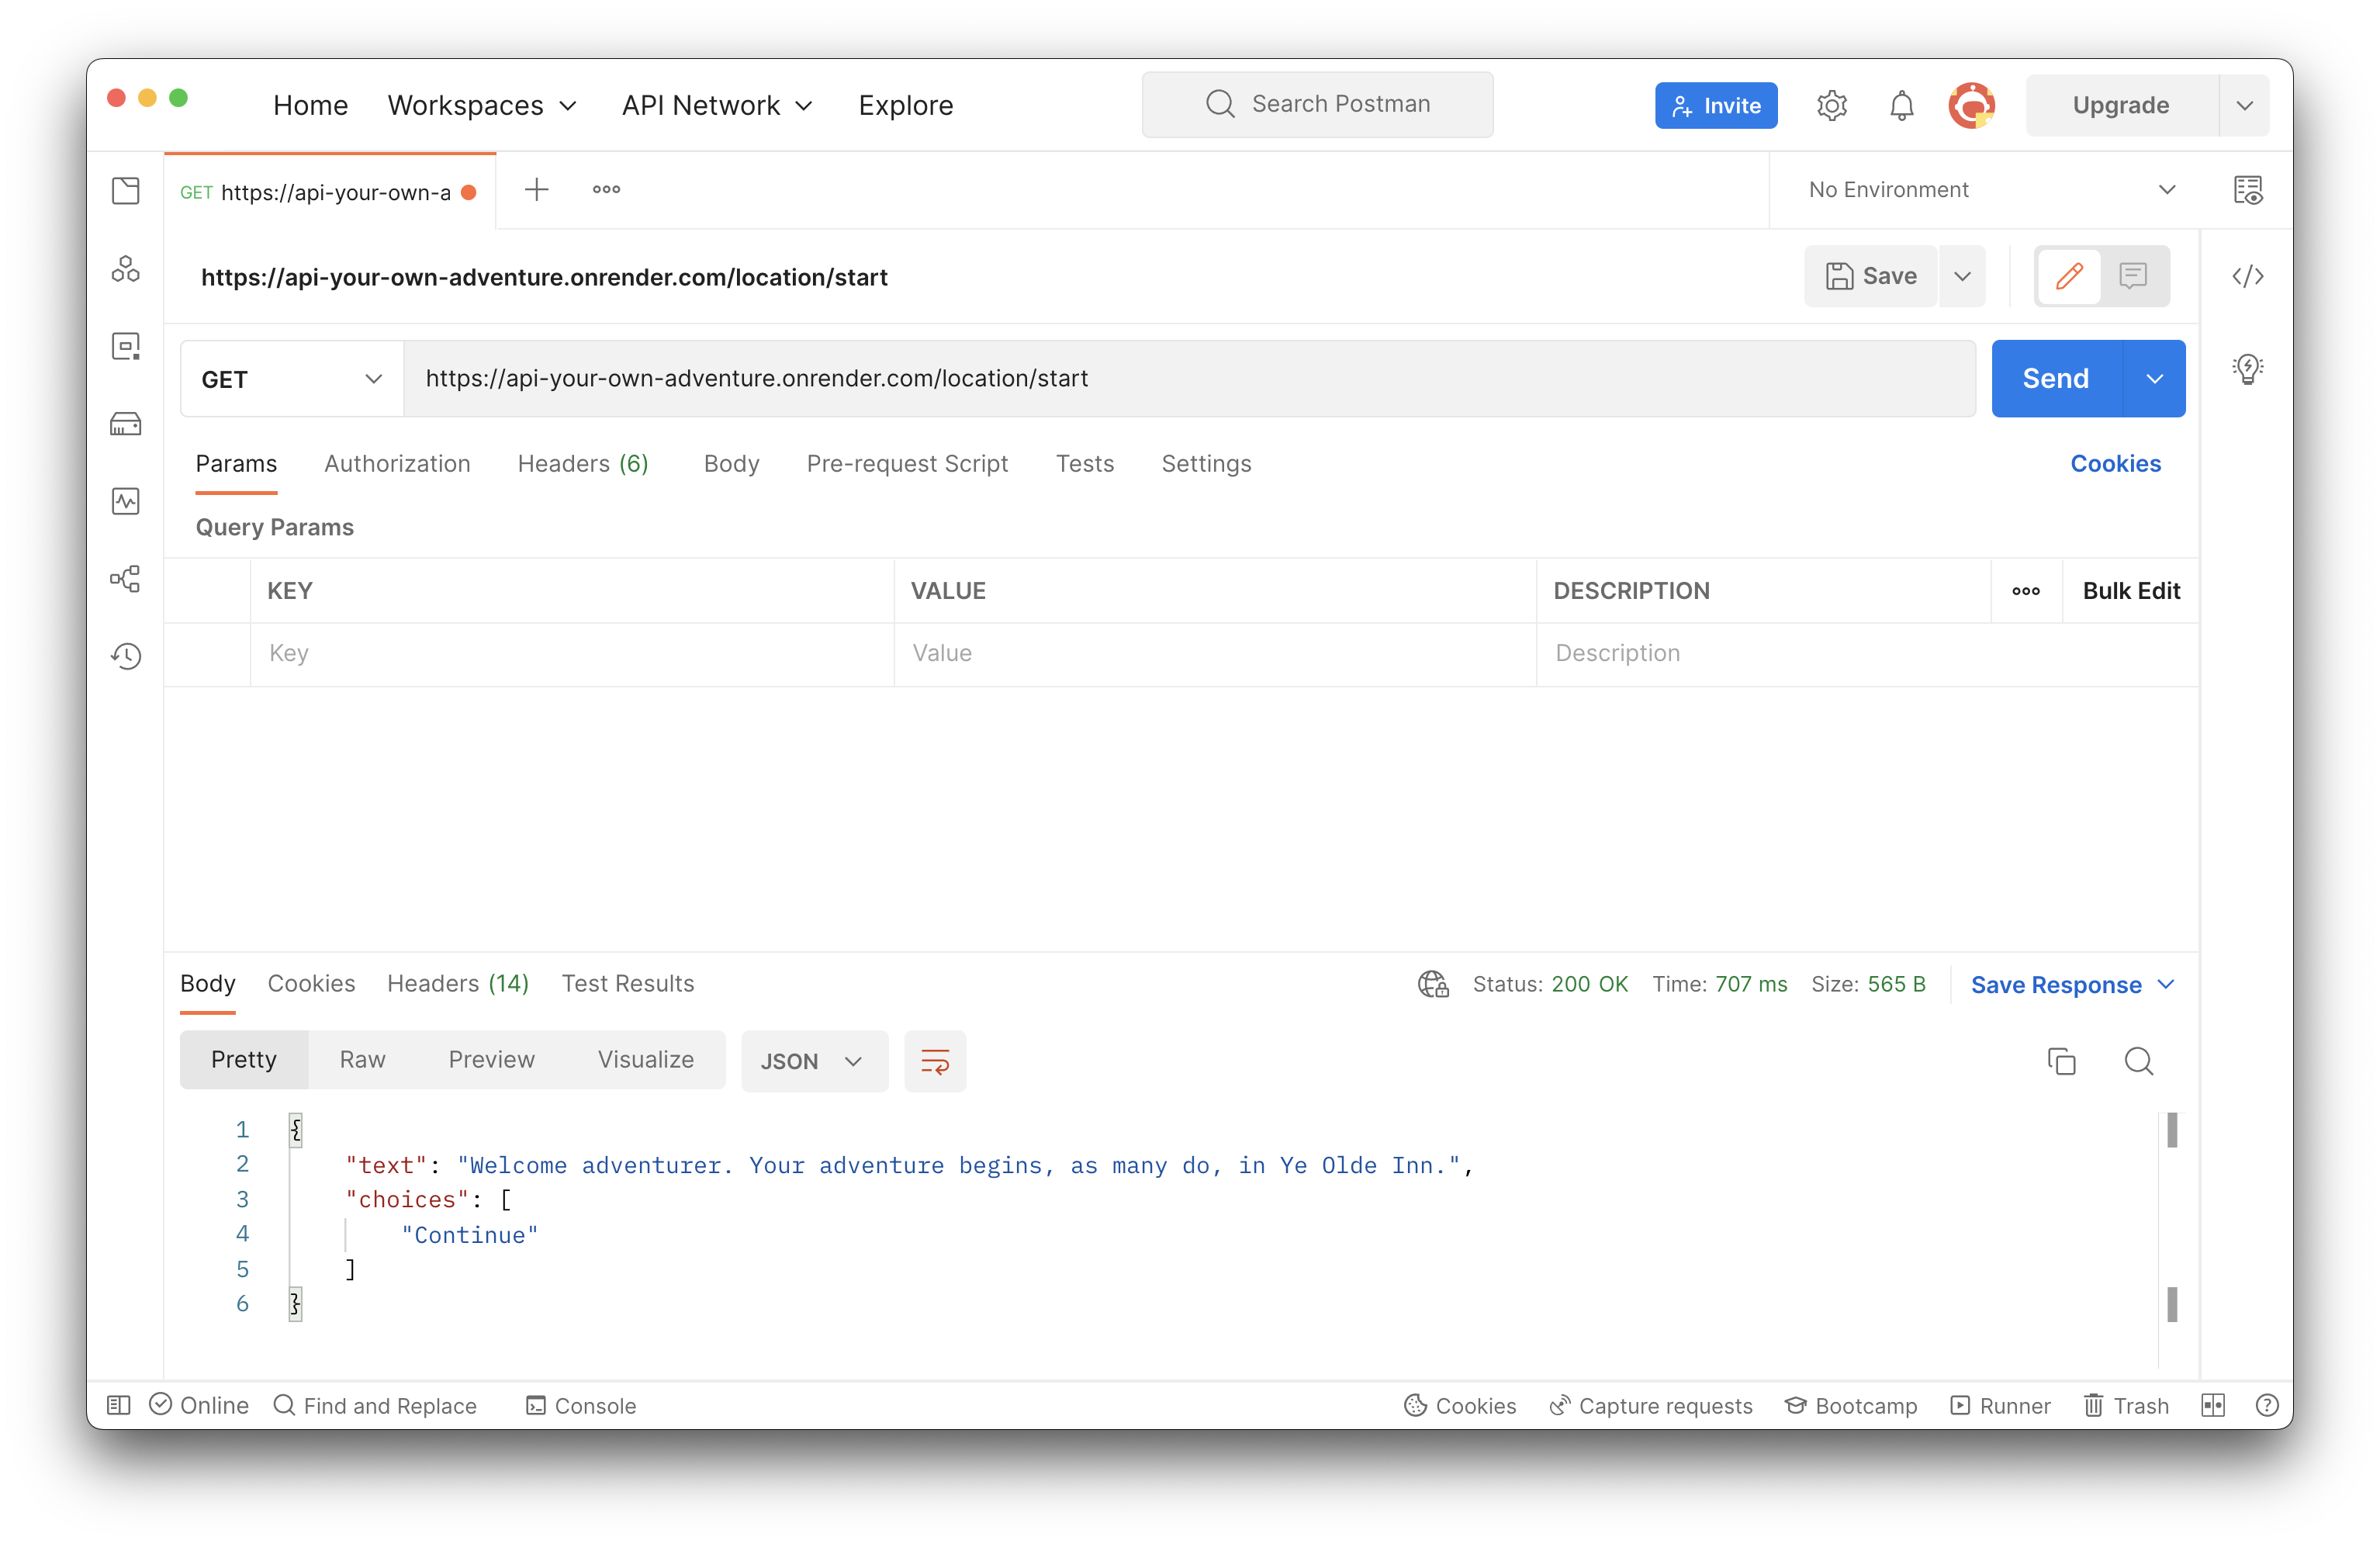 Home Workspaces API Network Explore Search Postman Invite Upgrade
GET https://api-your-own-a No Environment
https://api-your-own-adventure.onrender.com/location/start Save
GET https://api-your-own-adventure.onrender.com/location/start Send
Params Authorization Headers (6) Body Pre-request Script Tests Settings Cookies
Query Params
KEY VALUE DESCRIPTION Bulk Edit
Key Value Description
Body Cookies Headers (14) Test Results Status: 200 OK Time: 707 ms Size: 565 B Save Response
Pretty Raw Preview Visualize JSON
1 {
2 "text": "Welcome adventurer. Your adventure begins, as many do, in Ye Olde Inn.",
3 "choices": [
4 "Continue"
5 ]
6 }
Online Find and Replace Console Cookies Capture requests Bootcamp Runner Trash